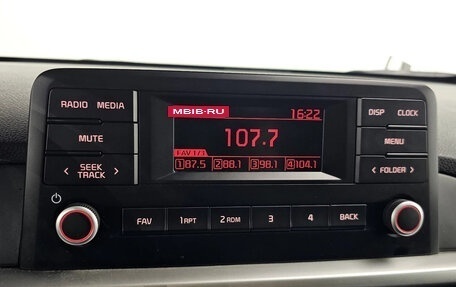 RADIO MEDIA
MUTE
SEEK
TRACK
MBIB-RU 16:22
107.7
FAV 1/1
1 87.5 2 88.1 3 98.1 4 104.1
DISP CLOCK
MENU
< FOLDER >
FAV 1 RPT 2 RDM 3 4 BACK